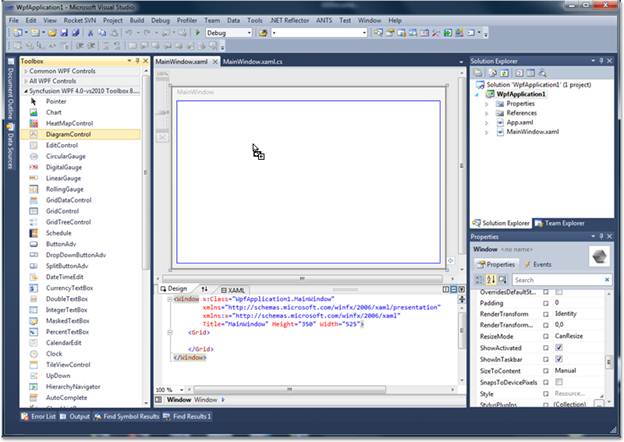 WpfApplication1 - Microsoft Visual Studio
File Edit View Rocket SVN Project Build Debug Profiler Team Data Tools .NET Reflector ANTS Test Window Help
Debug
Document Outline
Data Sources
Toolbox
Common WPF Controls
All WPF Controls
Syncfusion WPF 4.0-vs2010 Toolbox 8....
Pointer
Chart
HeatMapControl
DiagramControl
EditControl
CircularGauge
DigitalGauge
LinearGauge
RollingGauge
GridDataControl
GridControl
GridTreeControl
Schedule
ButtonAdv
DropDownButtonAdv
SplitButtonAdv
DateTimeEdit
CurrencyTextBox
DoubleTextBox
IntegerTextBox
MaskedTextBox
PercentTextBox
CalendarEdit
Clock
TileViewControl
UpDown
HierarchyNavigator
AutoComplete
MainWindow.xaml MainWindow.xaml.cs
MainWindow
Design XAML
<Window x:Class="WpfApplication1.MainWindow"
xmlns="http://schemas.microsoft.com/winfx/2006/xaml/presentation"
xmlns:x="http://schemas.microsoft.com/winfx/2006/xaml"
Title="MainWindow" Height="350" Width="525">
<Grid>
</Grid>
</Window>
100 %
Window Window
Solution Explorer
Solution 'WpfApplication1' (1 project)
WpfApplication1
Properties
References
App.xaml
MainWindow.xaml
Solution Explorer Team Explorer
Properties
Window <no name>
Properties Events
Search
OverridesDefaultSt...
Padding 0
RenderTransform Identity
RenderTransform... 0,0
ResizeMode CanResize
ShowActivated
ShowInTaskbar
SizeToContent Manual
SnapsToDevicePixels
Style Resource...
StylusPlugIns (Collection)
Error List Output Find Symbol Results Find Results 1